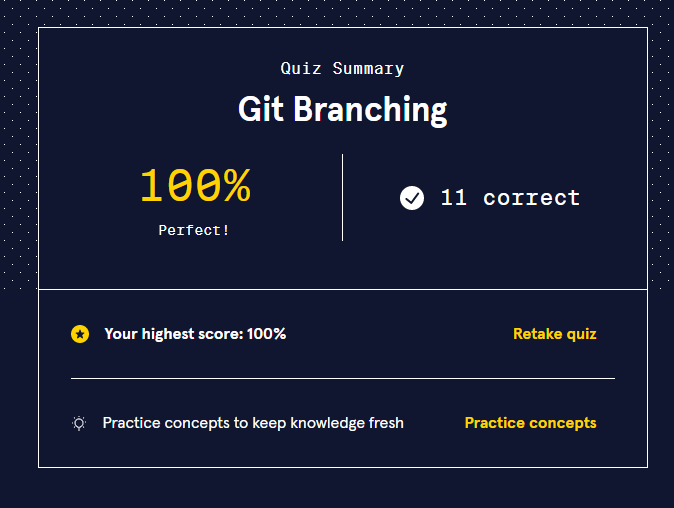 Quiz Summary
Git Branching
100%
Perfect!
11 correct
Your highest score: 100%
Retake quiz
Practice concepts to keep knowledge fresh
Practice concepts